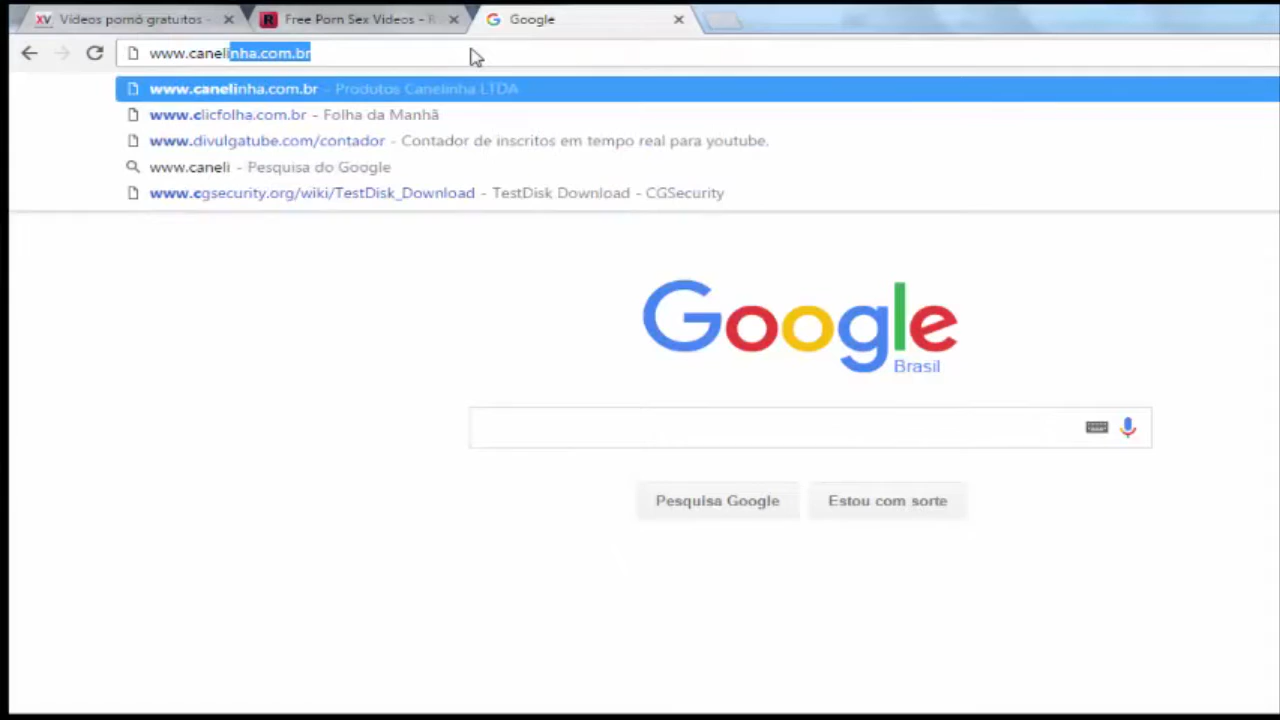 XV Vídeos pornô gratuitos - R Free Porn Sex Videos - R Google
www.canelinha.com.br
www.canelinha.com.br - Produtos Canelinha LTDA
www.clicfolha.com.br - Folha da Manhã
www.divulgatube.com/contador - Contador de inscritos em tempo real para youtube.
www.caneli - Pesquisa do Google
www.cgsecurity.org/wiki/TestDisk_Download - TestDisk Download - CGSecurity
Google
Brasil
Pesquisa Google Estou com sorte